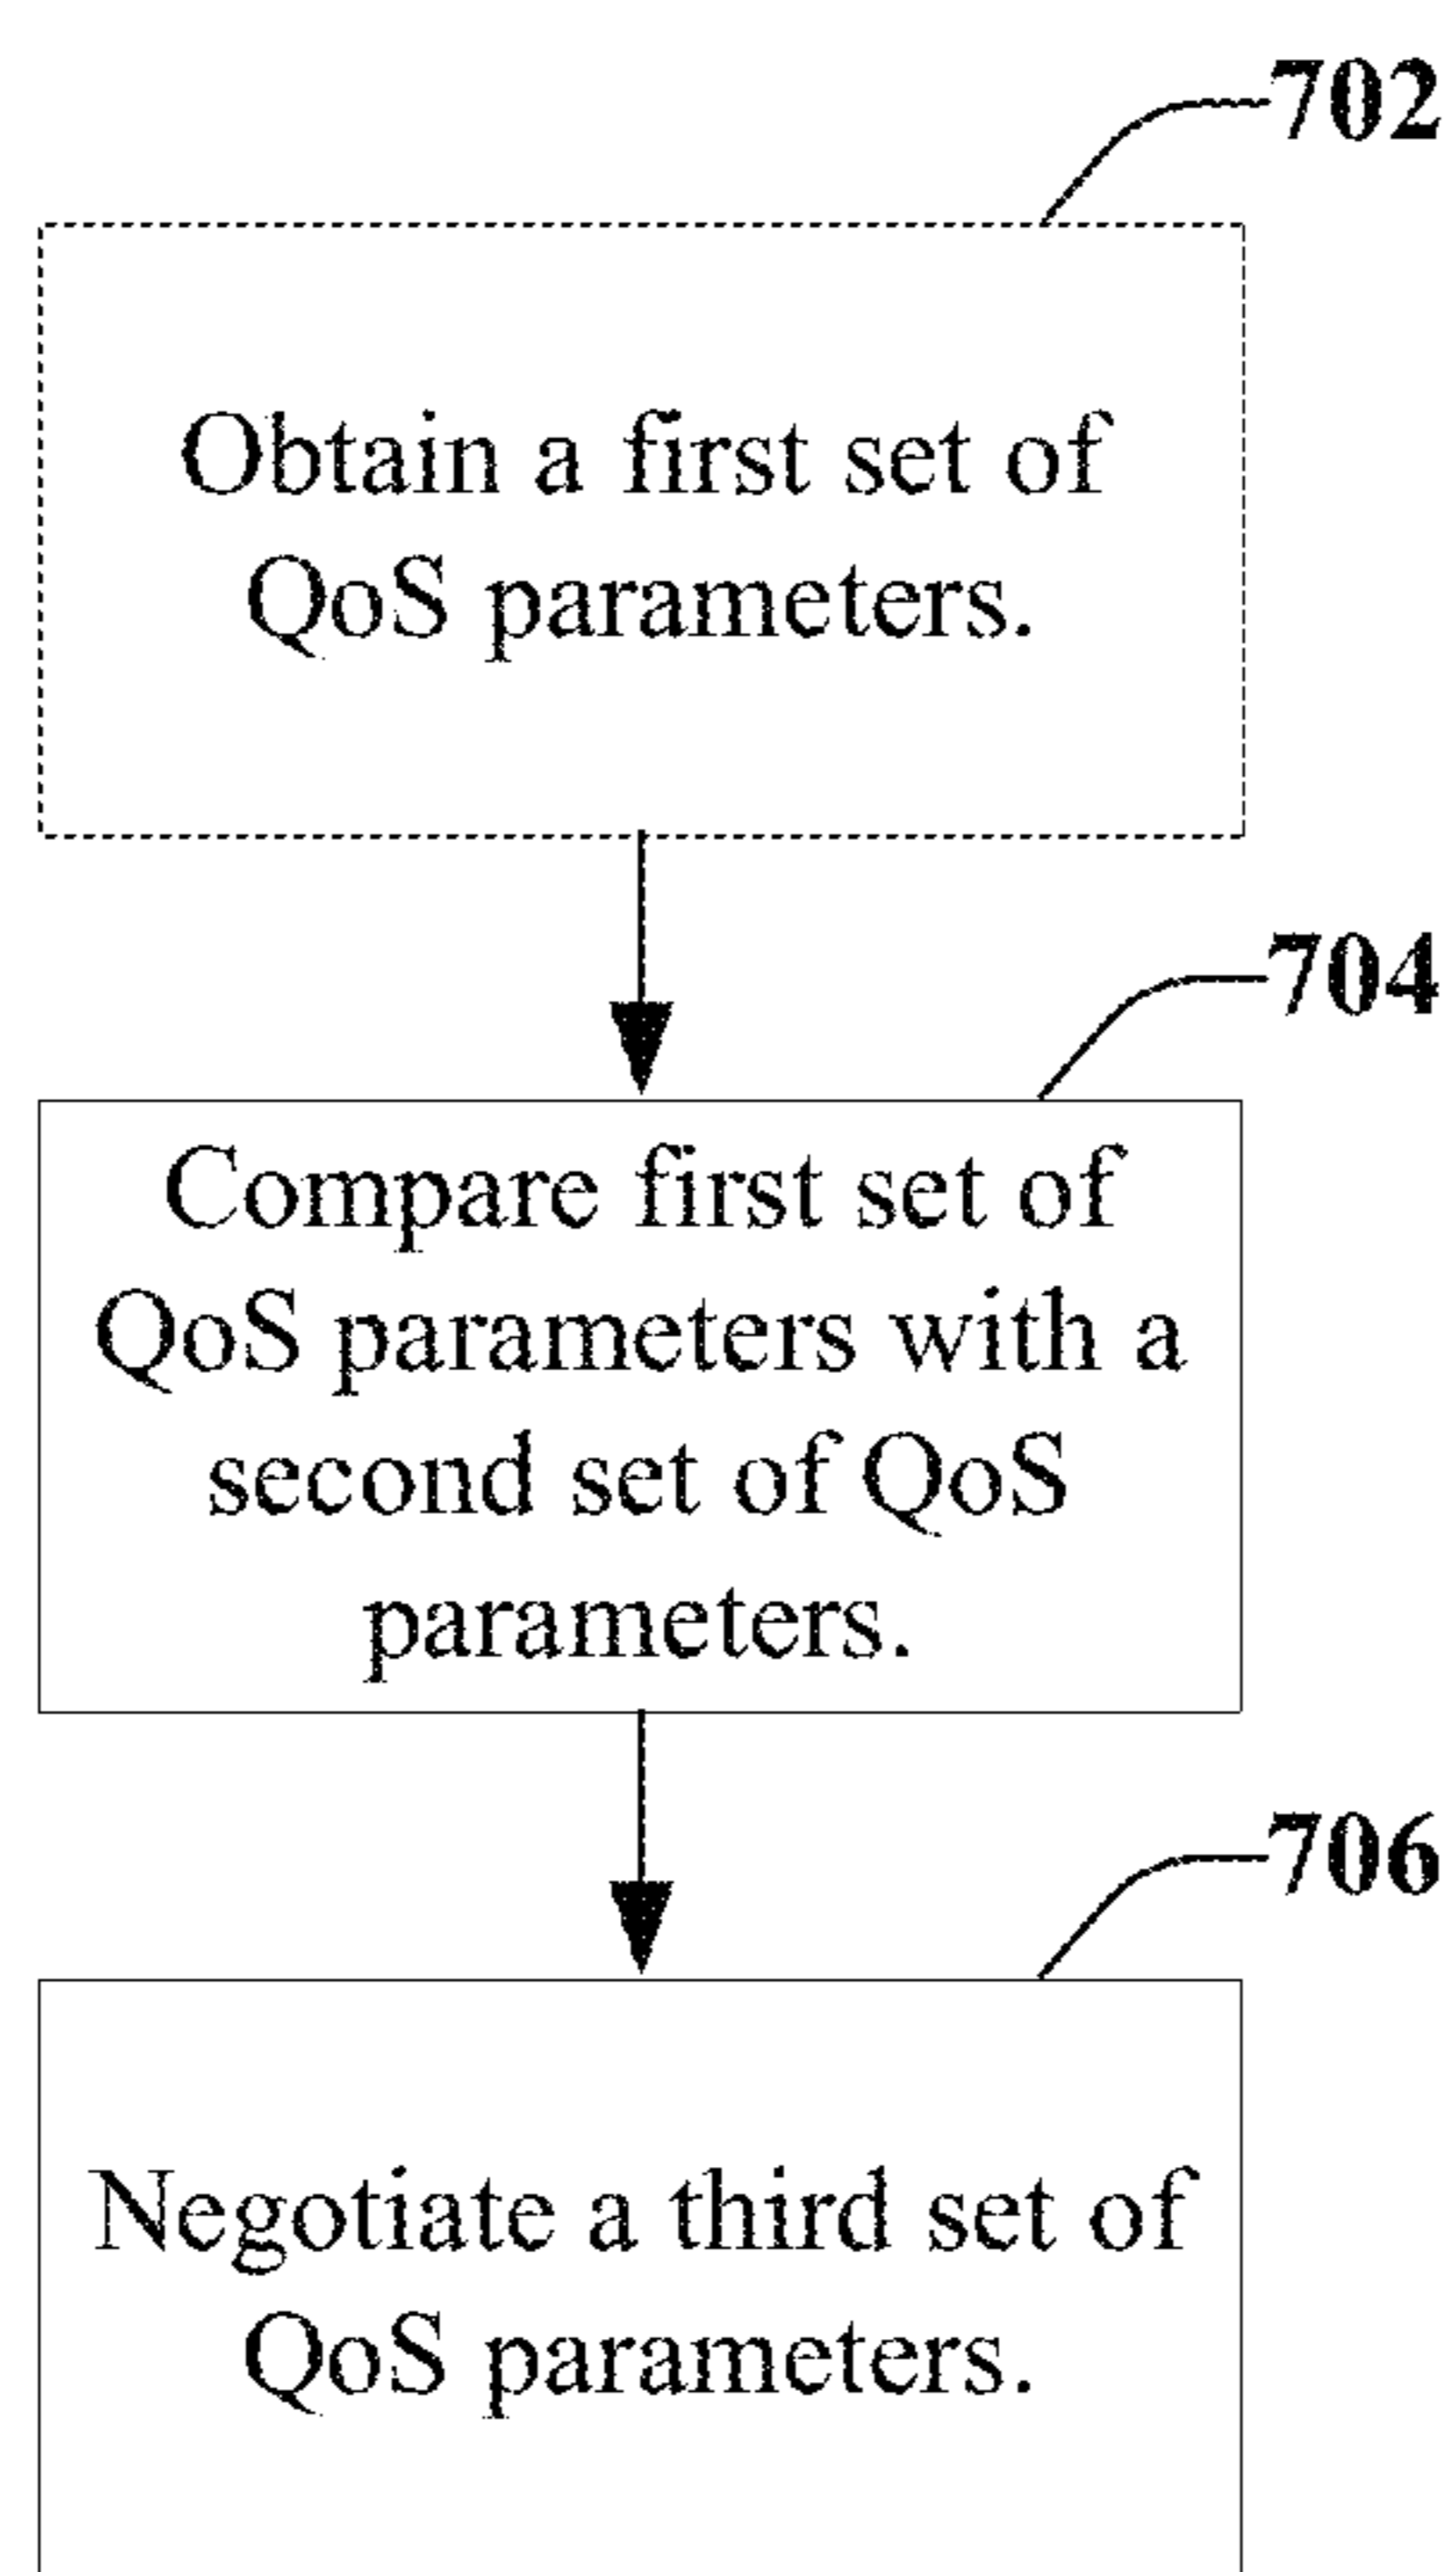 702
Obtain a first set of
QoS parameters.
704
Compare first set of
QoS parameters with a
second set of QoS
parameters.
706
Negotiate a third set of
QoS parameters.